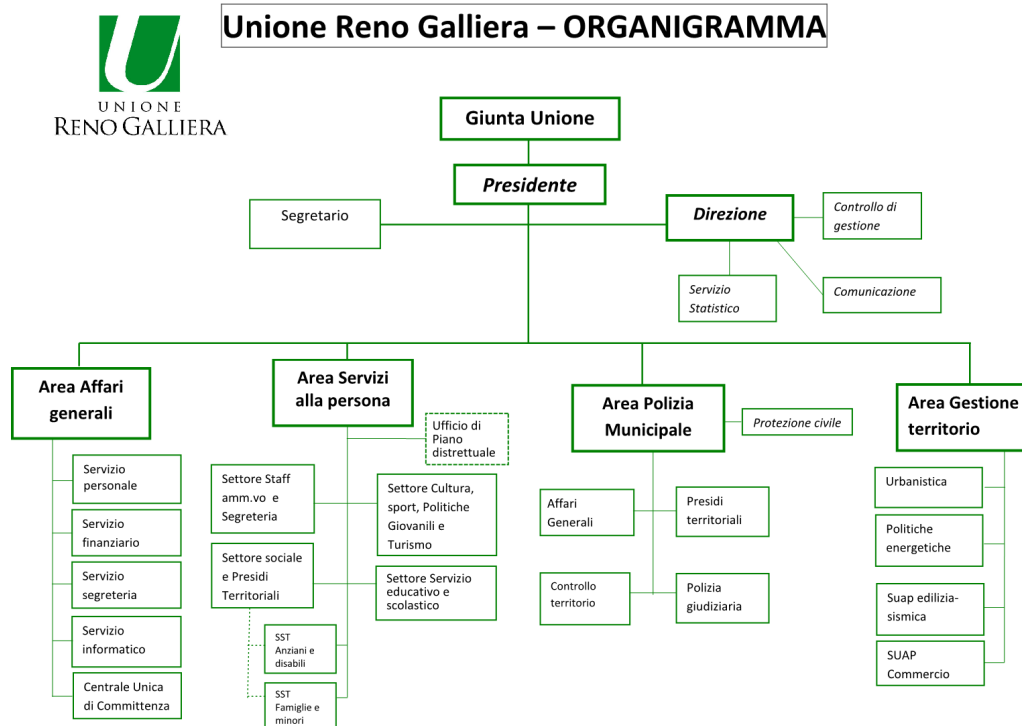 Unione Reno Galliera – ORGANIGRAMMA
UNIONE
RENO GALLIERA
Giunta Unione
Presidente
Segretario
Direzione
Controllo di
gestione
Servizio
Statistico
Comunicazione
Area Affari
generali
Servizio
personale
Servizio
finanziario
Servizio
segreteria
Servizio
informatico
Centrale Unica
di Committenza
Area Servizi
alla persona
Ufficio di
Piano
distrettuale
Settore Staff
amm.vo e
Segreteria
Settore Cultura,
sport, Politiche
Giovanili e
Turismo
Settore sociale
e Presidi
Territoriali
Settore Servizio
educativo e
scolastico
SST
Anziani e
disabili
SST
Famiglie e
minori
Area Polizia
Municipale
Protezione civile
Affari
Generali
Presidi
territoriali
Controllo
territorio
Polizia
giudiziaria
Area Gestione
territorio
Urbanistica
Politiche
energetiche
Suap edilizia-
sismica
SUAP
Commercio